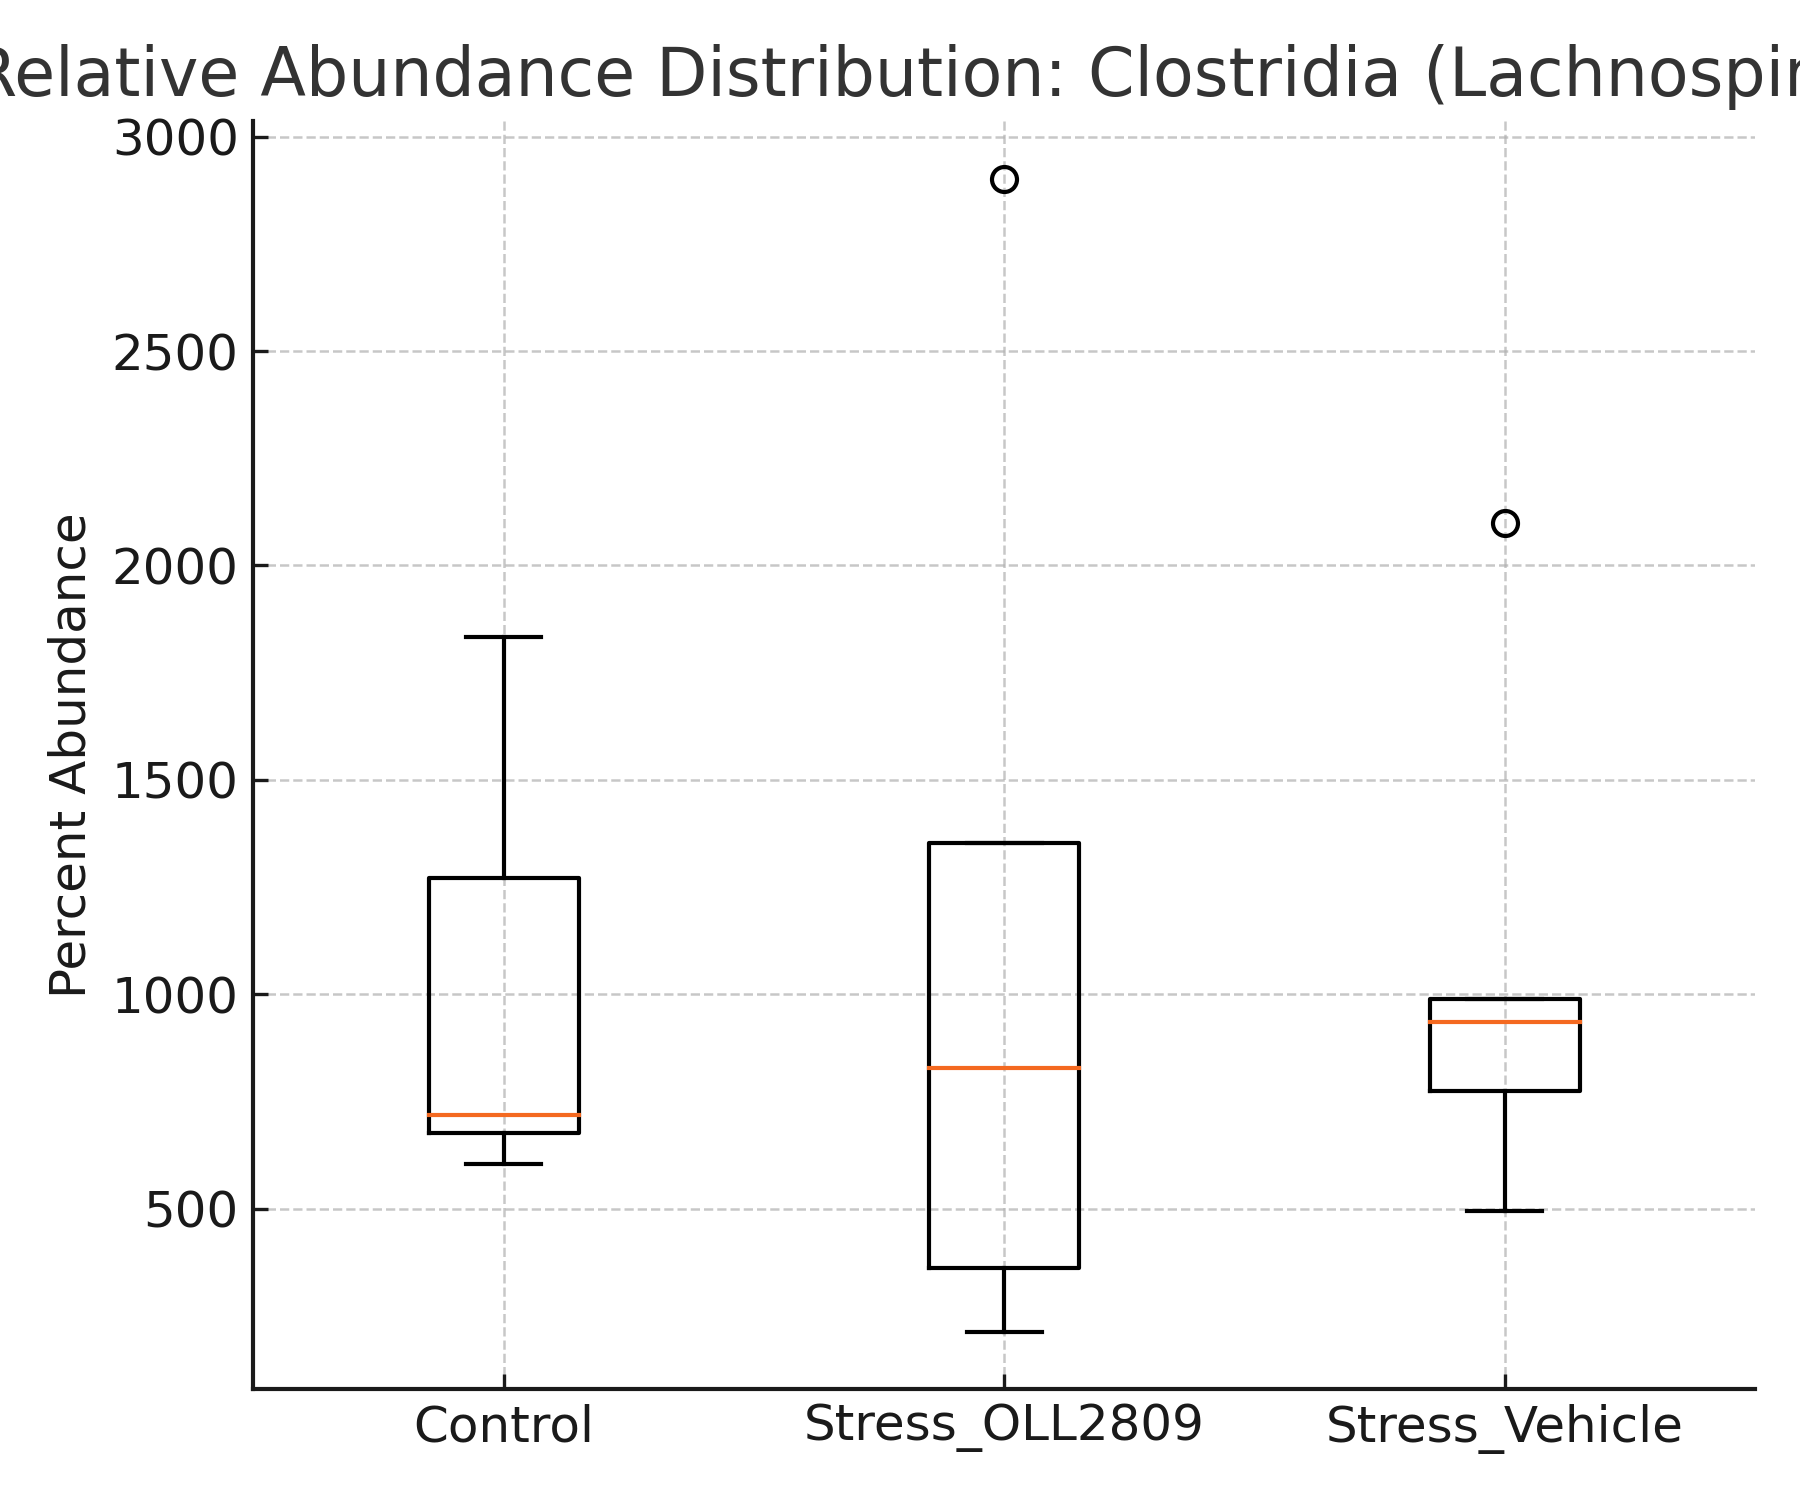 Relative Abundance Distribution: Clostridia (Lachnospir
3000
2500
2000
1500
1000
500
Percent Abundance
Control Stress_OLL2809 Stress_Vehicle